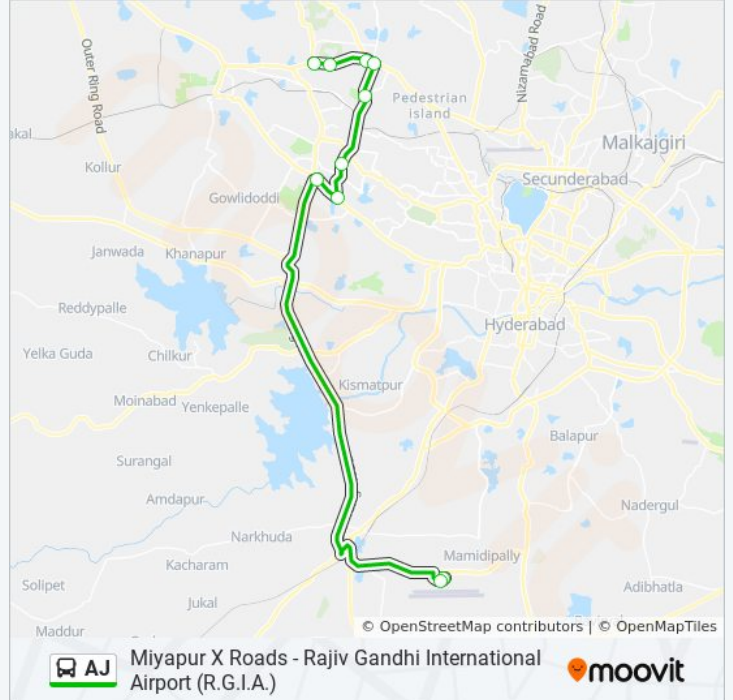 Outer Ring Road
Nizamabad Road
Pedestrian
island
Malkajgiri
Kollur
Secunderabad
Gowlidoddi
Janwada
Khanapur
Reddypalle
Hyderabad
Yelka Guda
Chilkur
Kismatpur
Moinabad
Yenkepalle
Balapur
Surangal
Amdapur
Nadergul
Narkhuda
Mamidipally
Kacharam
Solipet
Adibhatla
Jukal
Maddur
© OpenStreetMap contributors | © OpenMapTiles
AJ
Miyapur X Roads - Rajiv Gandhi International
Airport (R.G.I.A.)
moovit